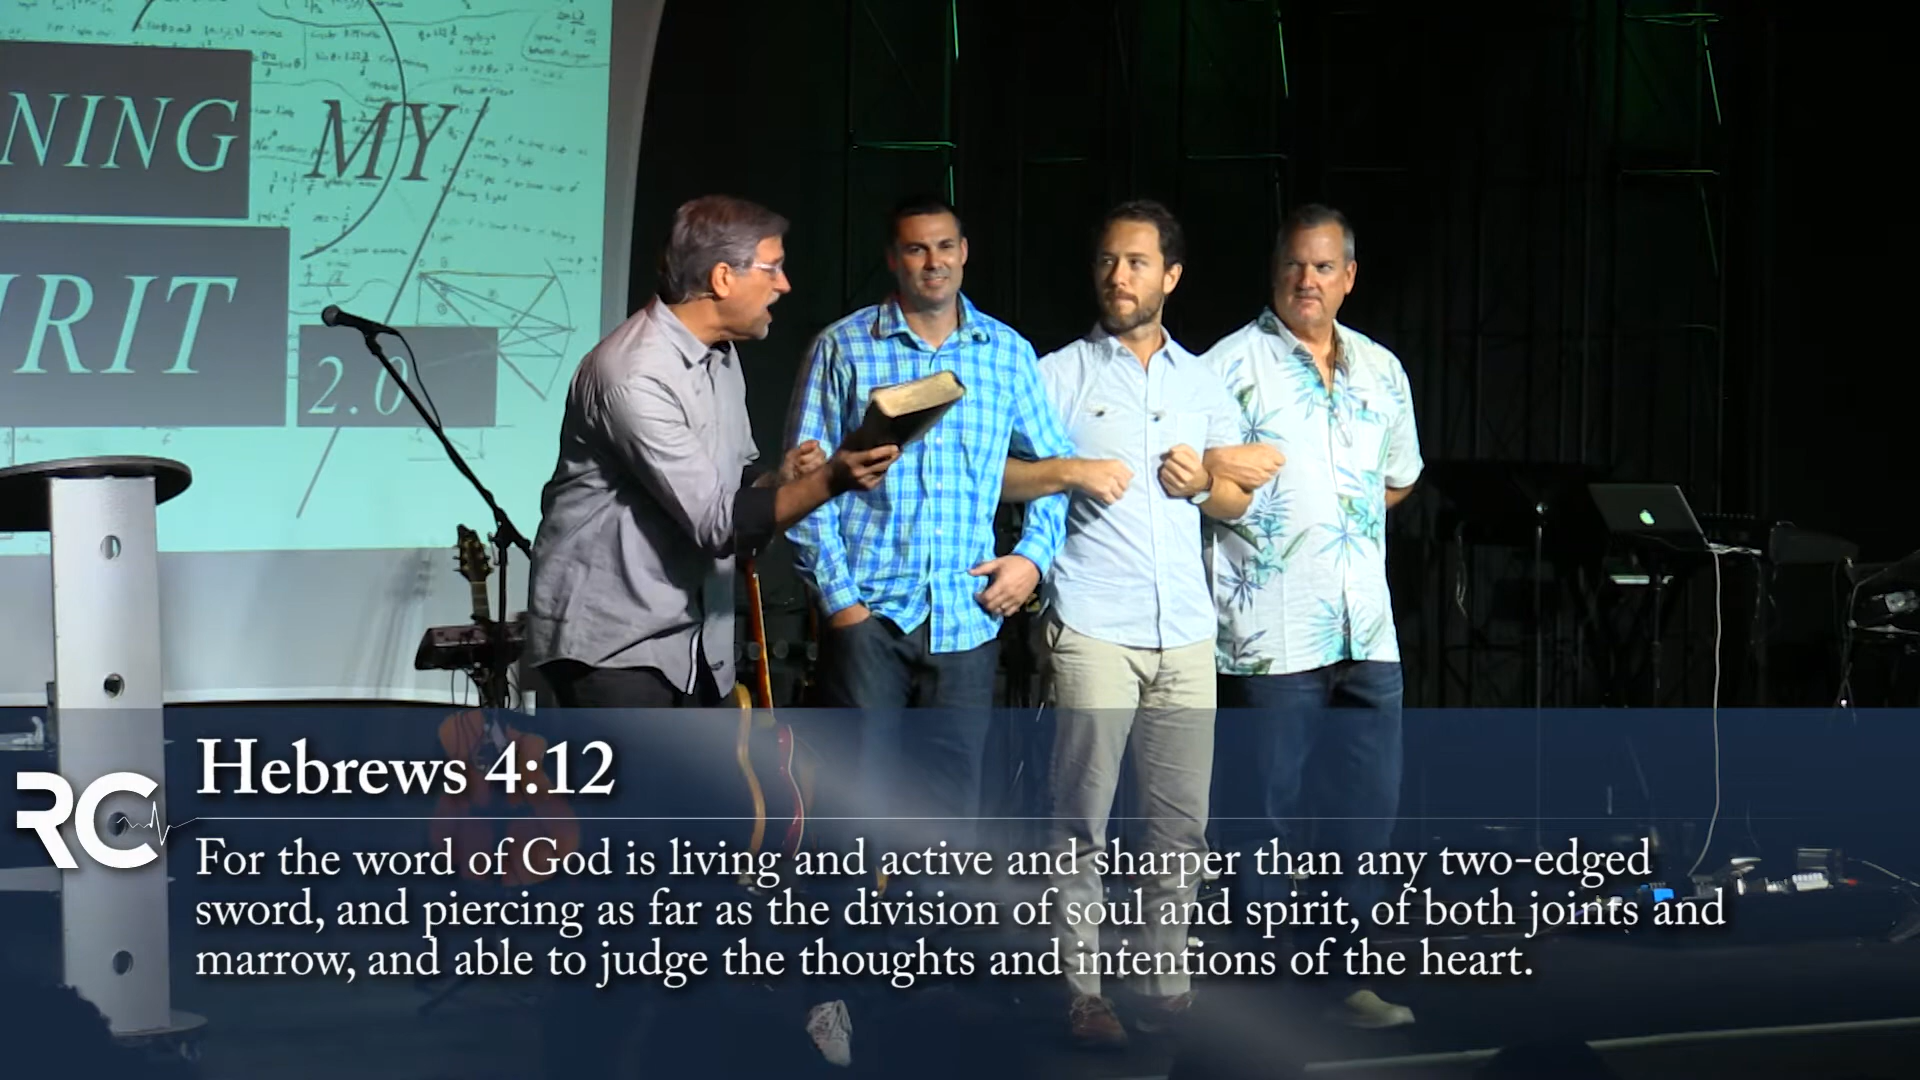 NING MY
IRIT
2.0
Hebrews 4:12
RC
For the word of God is living and active and sharper than any two-edged
sword, and piercing as far as the division of soul and spirit, of both joints and
marrow, and able to judge the thoughts and intentions of the heart.